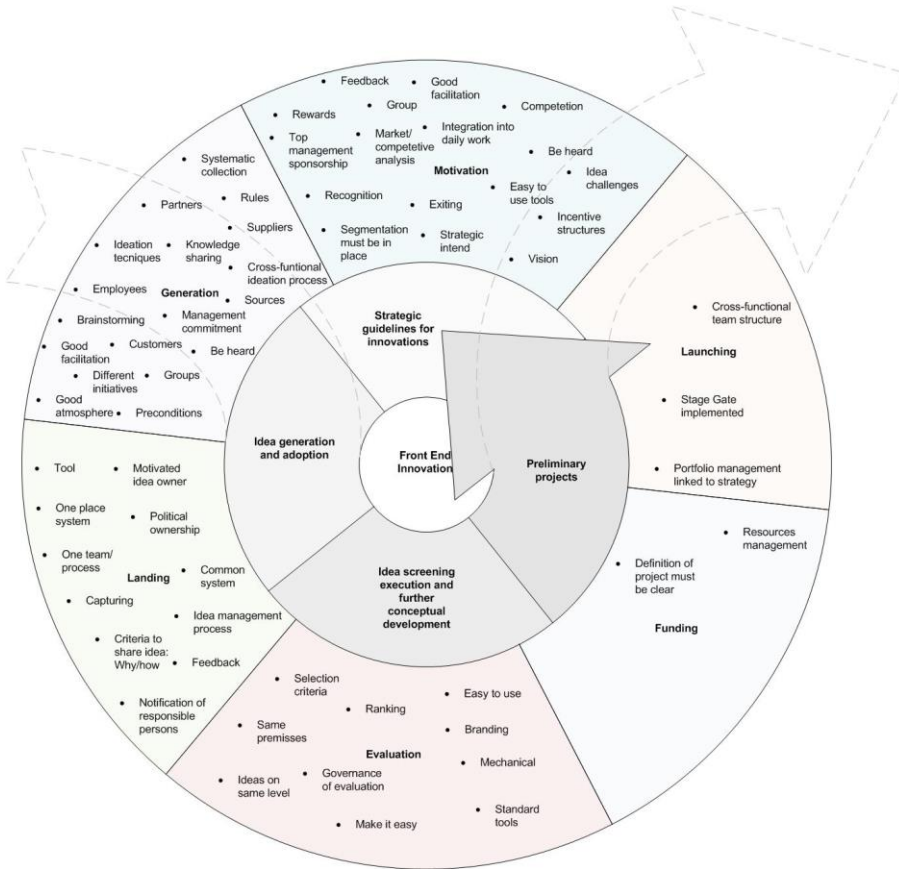 • Feedback
• Good
facilitation
• Group
• Competetion
• Rewards
• Top
management
sponsorship
• Market/
competetive
analysis
• Integration into
daily work
• Be heard
Motivation
• Idea
challenges
• Recognition
• Exiting
• Easy to
use tools
• Incentive
structures
• Segmentation
must be in
place
• Strategic
intend
• Vision
• Systematic
collection
• Partners
• Rules
• Suppliers
• Ideation
tecniques
• Knowledge
sharing
• Cross-funtional
ideation process
• Employees
Generation
• Sources
• Brainstorming
• Management
commitment
• Good
facilitation
• Customers
• Be heard
• Different
initiatives
• Groups
• Good
atmosphere
• Preconditions
Strategic
guidelines for
innovations
• Cross-functional
team structure
Launching
• Stage Gate
implemented
• Portfolio management
linked to strategy
Idea generation
and adoption
Front End
Innovation
Preliminary
projects
Idea screening
execution and
further
conceptual
development
• Tool
• Motivated
idea owner
• One place
system
• Political
ownership
• One team/
process
Landing
• Common
system
• Capturing
• Idea management
process
• Criteria to
share idea:
Why/how
• Feedback
• Notification of
responsible
persons
• Resources
management
• Definition of
project must
be clear
Funding
• Selection
criteria
• Ranking
• Easy to use
• Same
premisses
• Branding
Evaluation
• Mechanical
• Ideas on
same level
• Governance
of evaluation
• Make it easy
• Standard
tools